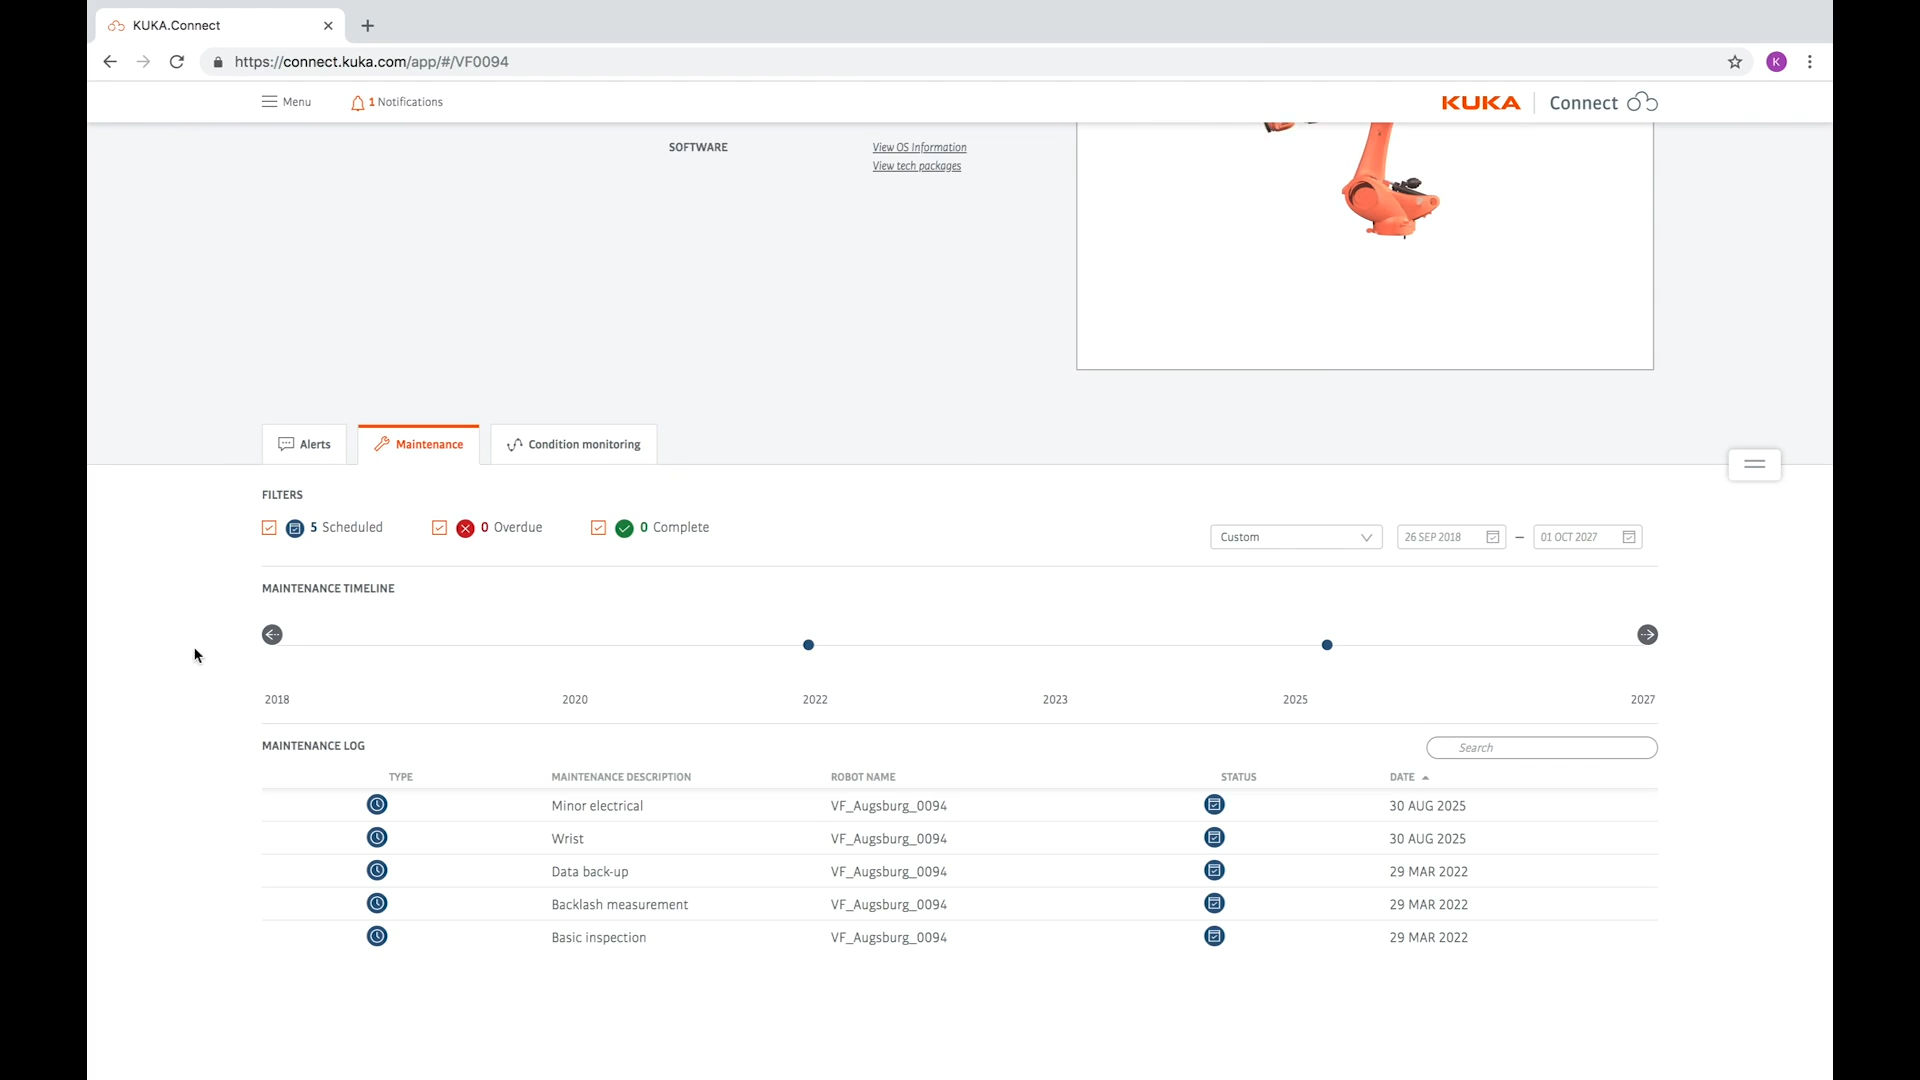 KUKA.Connect
https://connect.kuka.com/app/#/VF0094
K
Menu
1 Notifications
KUKA Connect
SOFTWARE
View OS Information
View tech packages
Alerts
Maintenance
Condition monitoring
FILTERS
5 Scheduled
0 Overdue
0 Complete
Custom
26 SEP 2018
–
01 OCT 2027
MAINTENANCE TIMELINE
2018 2020 2022 2023 2025 2027
MAINTENANCE LOG
Search
TYPE MAINTENANCE DESCRIPTION ROBOT NAME STATUS DATE
Minor electrical VF_Augsburg_0094 30 AUG 2025
Wrist VF_Augsburg_0094 30 AUG 2025
Data back-up VF_Augsburg_0094 29 MAR 2022
Backlash measurement VF_Augsburg_0094 29 MAR 2022
Basic inspection VF_Augsburg_0094 29 MAR 2022